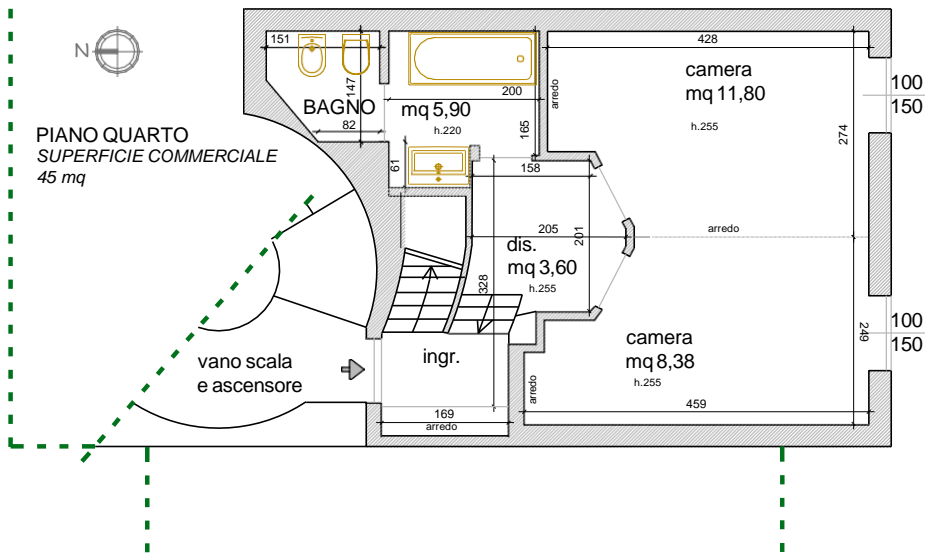 N
PIANO QUARTO
SUPERFICIE COMMERCIALE
45 mq
151
147
BAGNO
82
61
mq 5,90
h.220
200
165
arredo
428
camera
mq 11,80
h.255
274
100
150
158
205
201
dis.
mq 3,60
h.255
328
arredo
vano scala
e ascensore
ingr.
169
arredo
camera
mq 8,38
h.255
arredo
459
249
100
150